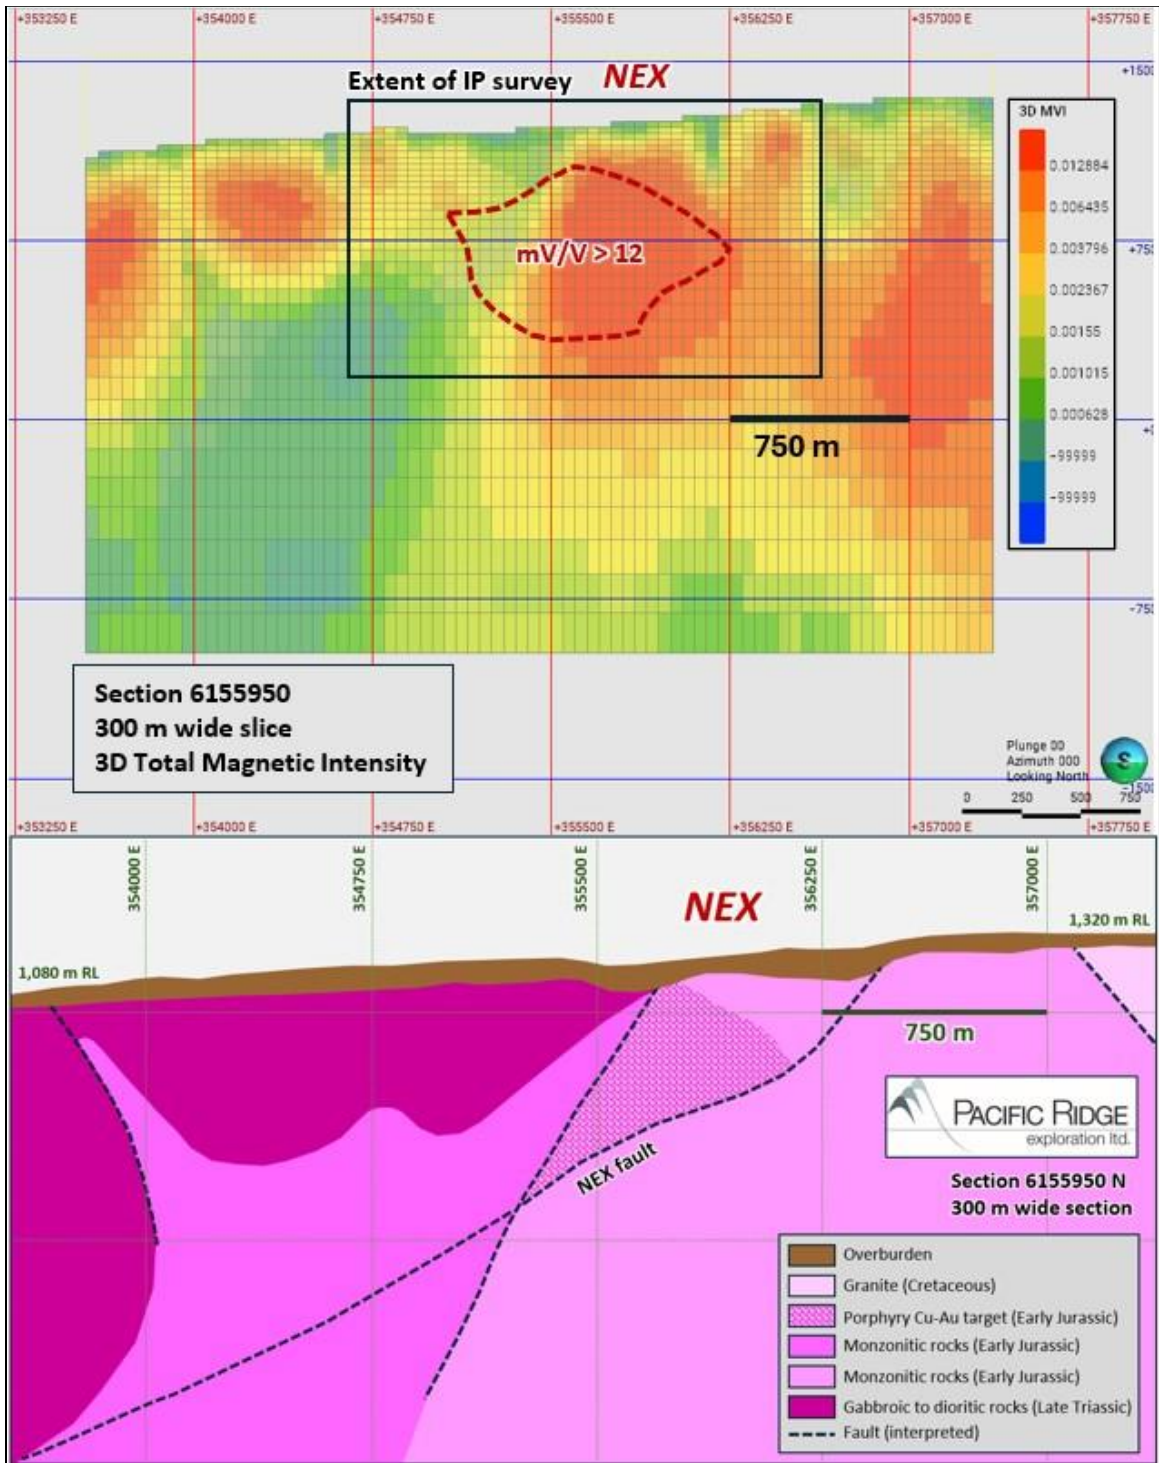 +353250 E +354000 E +354750 E +355500 E +356250 E +357000 E +357750 E
+1500
Extent of IP survey NEX
3D MVI
0.012884
0.006435
0.003796
0.002367
0.00155
0.001015
0.000628
-99999
-99999
mV/V > 12
+750
+0
750 m
-750
Section 6155950
300 m wide slice
3D Total Magnetic Intensity
Plunge 00
Azimuth 000
Looking North
S
-1500
0 250 500 750
+353250 E +354000 E +354750 E +355500 E +356250 E +357000 E +357750 E
354000 E 354750 E 355500 E 356250 E 357000 E
NEX
1,320 m RL
1,080 m RL
750 m
PACIFIC RIDGE
exploration ltd.
NEX fault
Section 6155950 N
300 m wide section
Overburden
Granite (Cretaceous)
Porphyry Cu-Au target (Early Jurassic)
Monzonitic rocks (Early Jurassic)
Monzonitic rocks (Early Jurassic)
Gabbroic to dioritic rocks (Late Triassic)
Fault (interpreted)